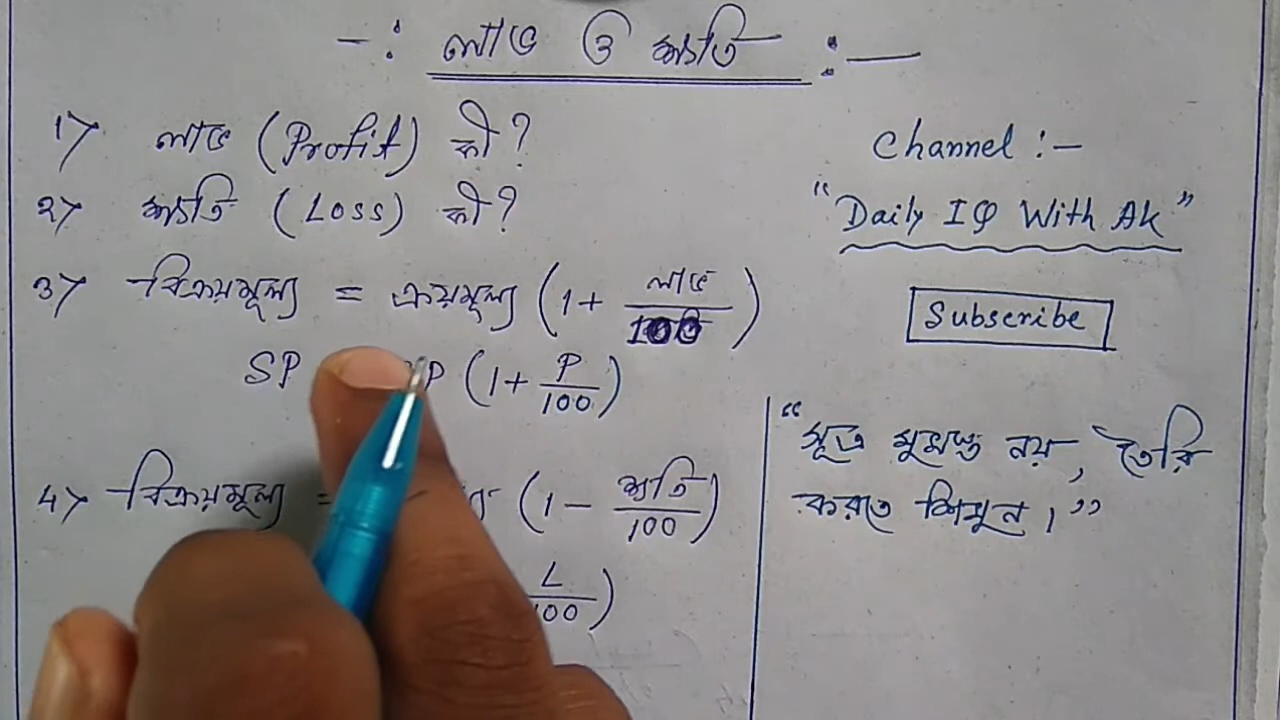 -: লাভ ও ক্ষতি :-
1> লাভ (Profit) কী?
2> ক্ষতি (Loss) কী?
3> বিক্রয়মূল্য = ক্রয়মূল্য (1 + লাভ/100)
SP P (1 + P/100)
4> বিক্রয়মূল্য = (1 - ক্ষতি/100)
L/100)
Channel :-
"Daily IQ With AK"
Subscribe
"সূত্র মুখস্ত নয়, তৈরি
করতে শিখুন।"